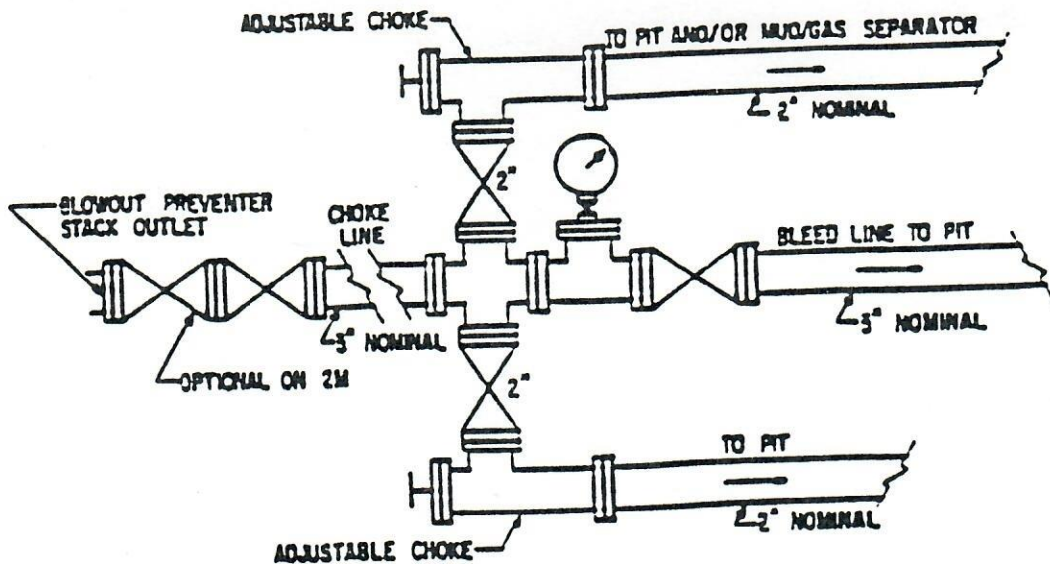 ADJUSTABLE CHOKE
TO PIT AND/OR MUD/GAS SEPARATOR
2" NOMINAL
2"
BLOWOUT PREVENTER
STACK OUTLET
CHOKE
LINE
BLEED LINE TO PIT
3" NOMINAL
3" NOMINAL
OPTIONAL ON 2M
2"
TO PIT
2" NOMINAL
ADJUSTABLE CHOKE